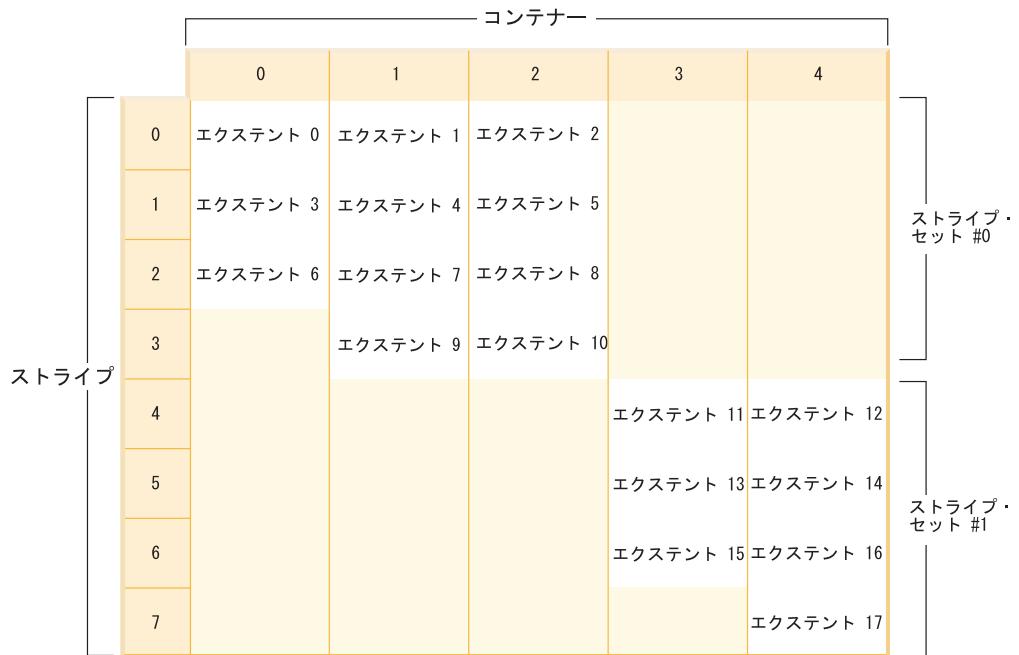 コンテナー
0 1 2 3 4
0 エクステント 0 エクステント 1 エクステント 2
1 エクステント 3 エクステント 4 エクステント 5
2 エクステント 6 エクステント 7 エクステント 8
3 エクステント 9 エクステント 10
4 エクステント 11 エクステント 12
5 エクステント 13 エクステント 14
6 エクステント 15 エクステント 16
7 エクステント 17
ストライプ
ストライプ・
セット #0
ストライプ・
セット #1